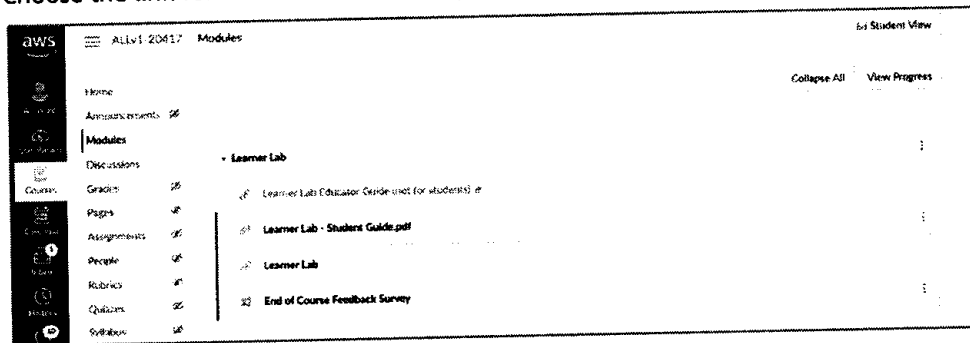 aws
ALLv1-20417 Modules
Student View
Collapse All View Progress
Home
Announcements
Modules
Discussions
Grades
Pages
Assignments
People
Rubrics
Quizzes
Syllabus
Courses
History
Learner Lab
Learner Lab Educator Guide (not for students)
Learner Lab - Student Guide.pdf
Learner Lab
End of Course Feedback Survey